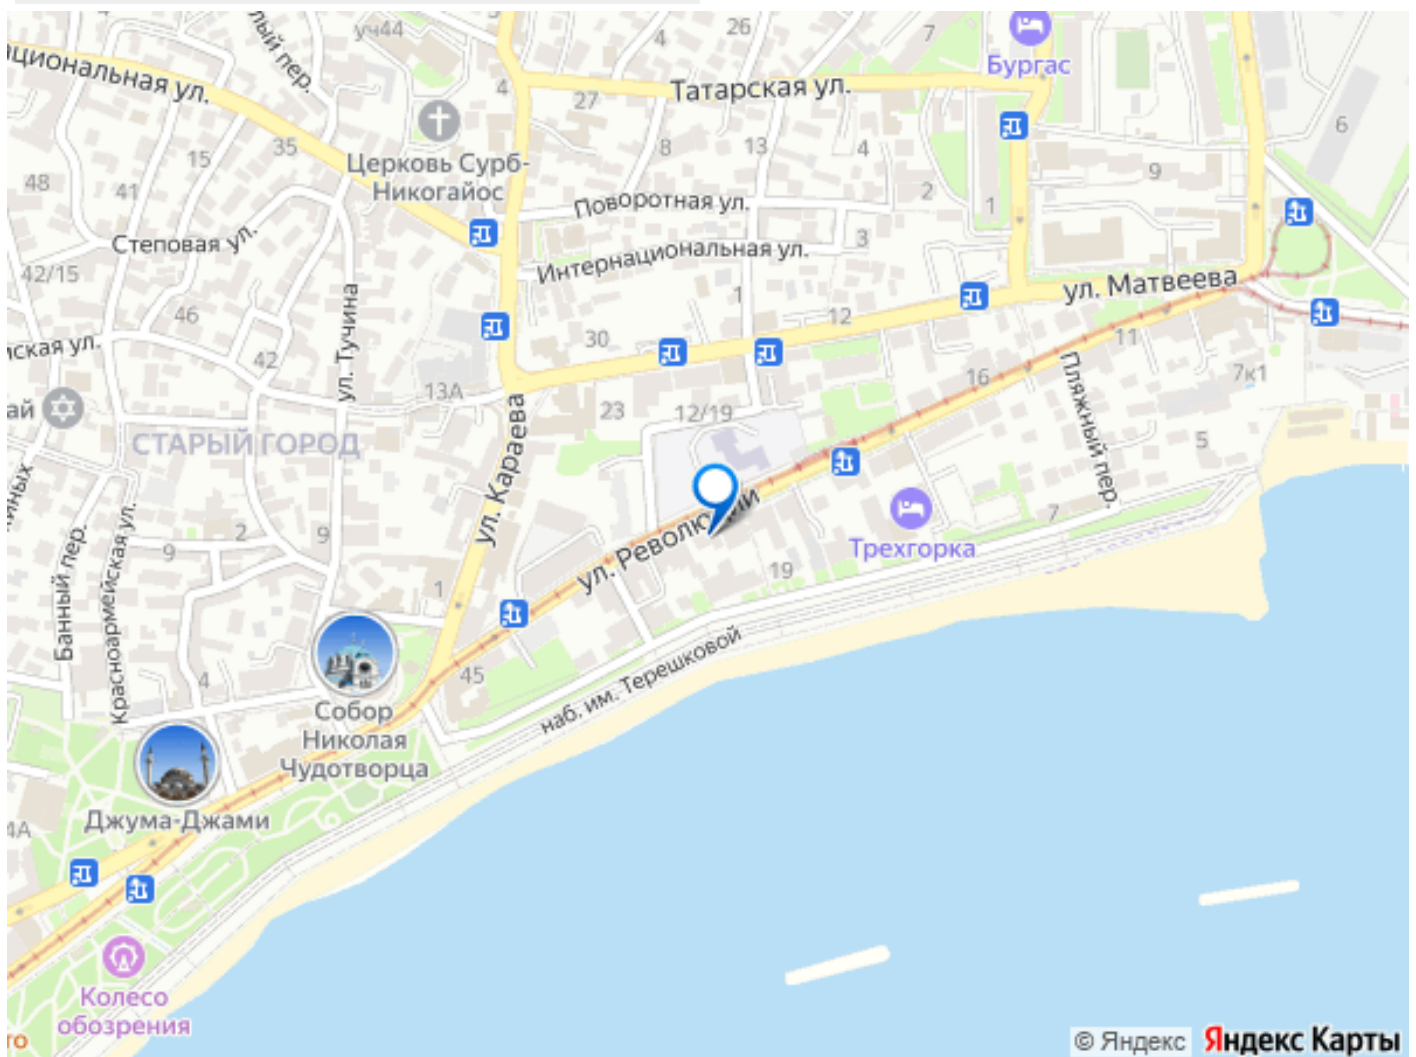 уч44
26
4
7
Бургас
4
27
Татарская ул.
6
35
15
Церковь Сурб-
Никогайос
8
13
4
9
48
41
2
1
Поворотная ул.
Степовая ул.
3
Интернациональная ул.
42/15
46
ул. Тучина
1
12
ул. Матвеева
30
11
42
13А
16
7к1
Пляжный пер.
23
12/19
5
СТАРЫЙ ГОРОД
ул. Караева
ул. Революции
7
Трехгорка
Банный пер.
Красноармейская ул.
9
2
9
1
19
4
45
наб. им. Терешковой
Собор
Николая
Чудотворца
Джума-Джами
4А
Колесо
обозрения
© Яндекс Яндекс Карты